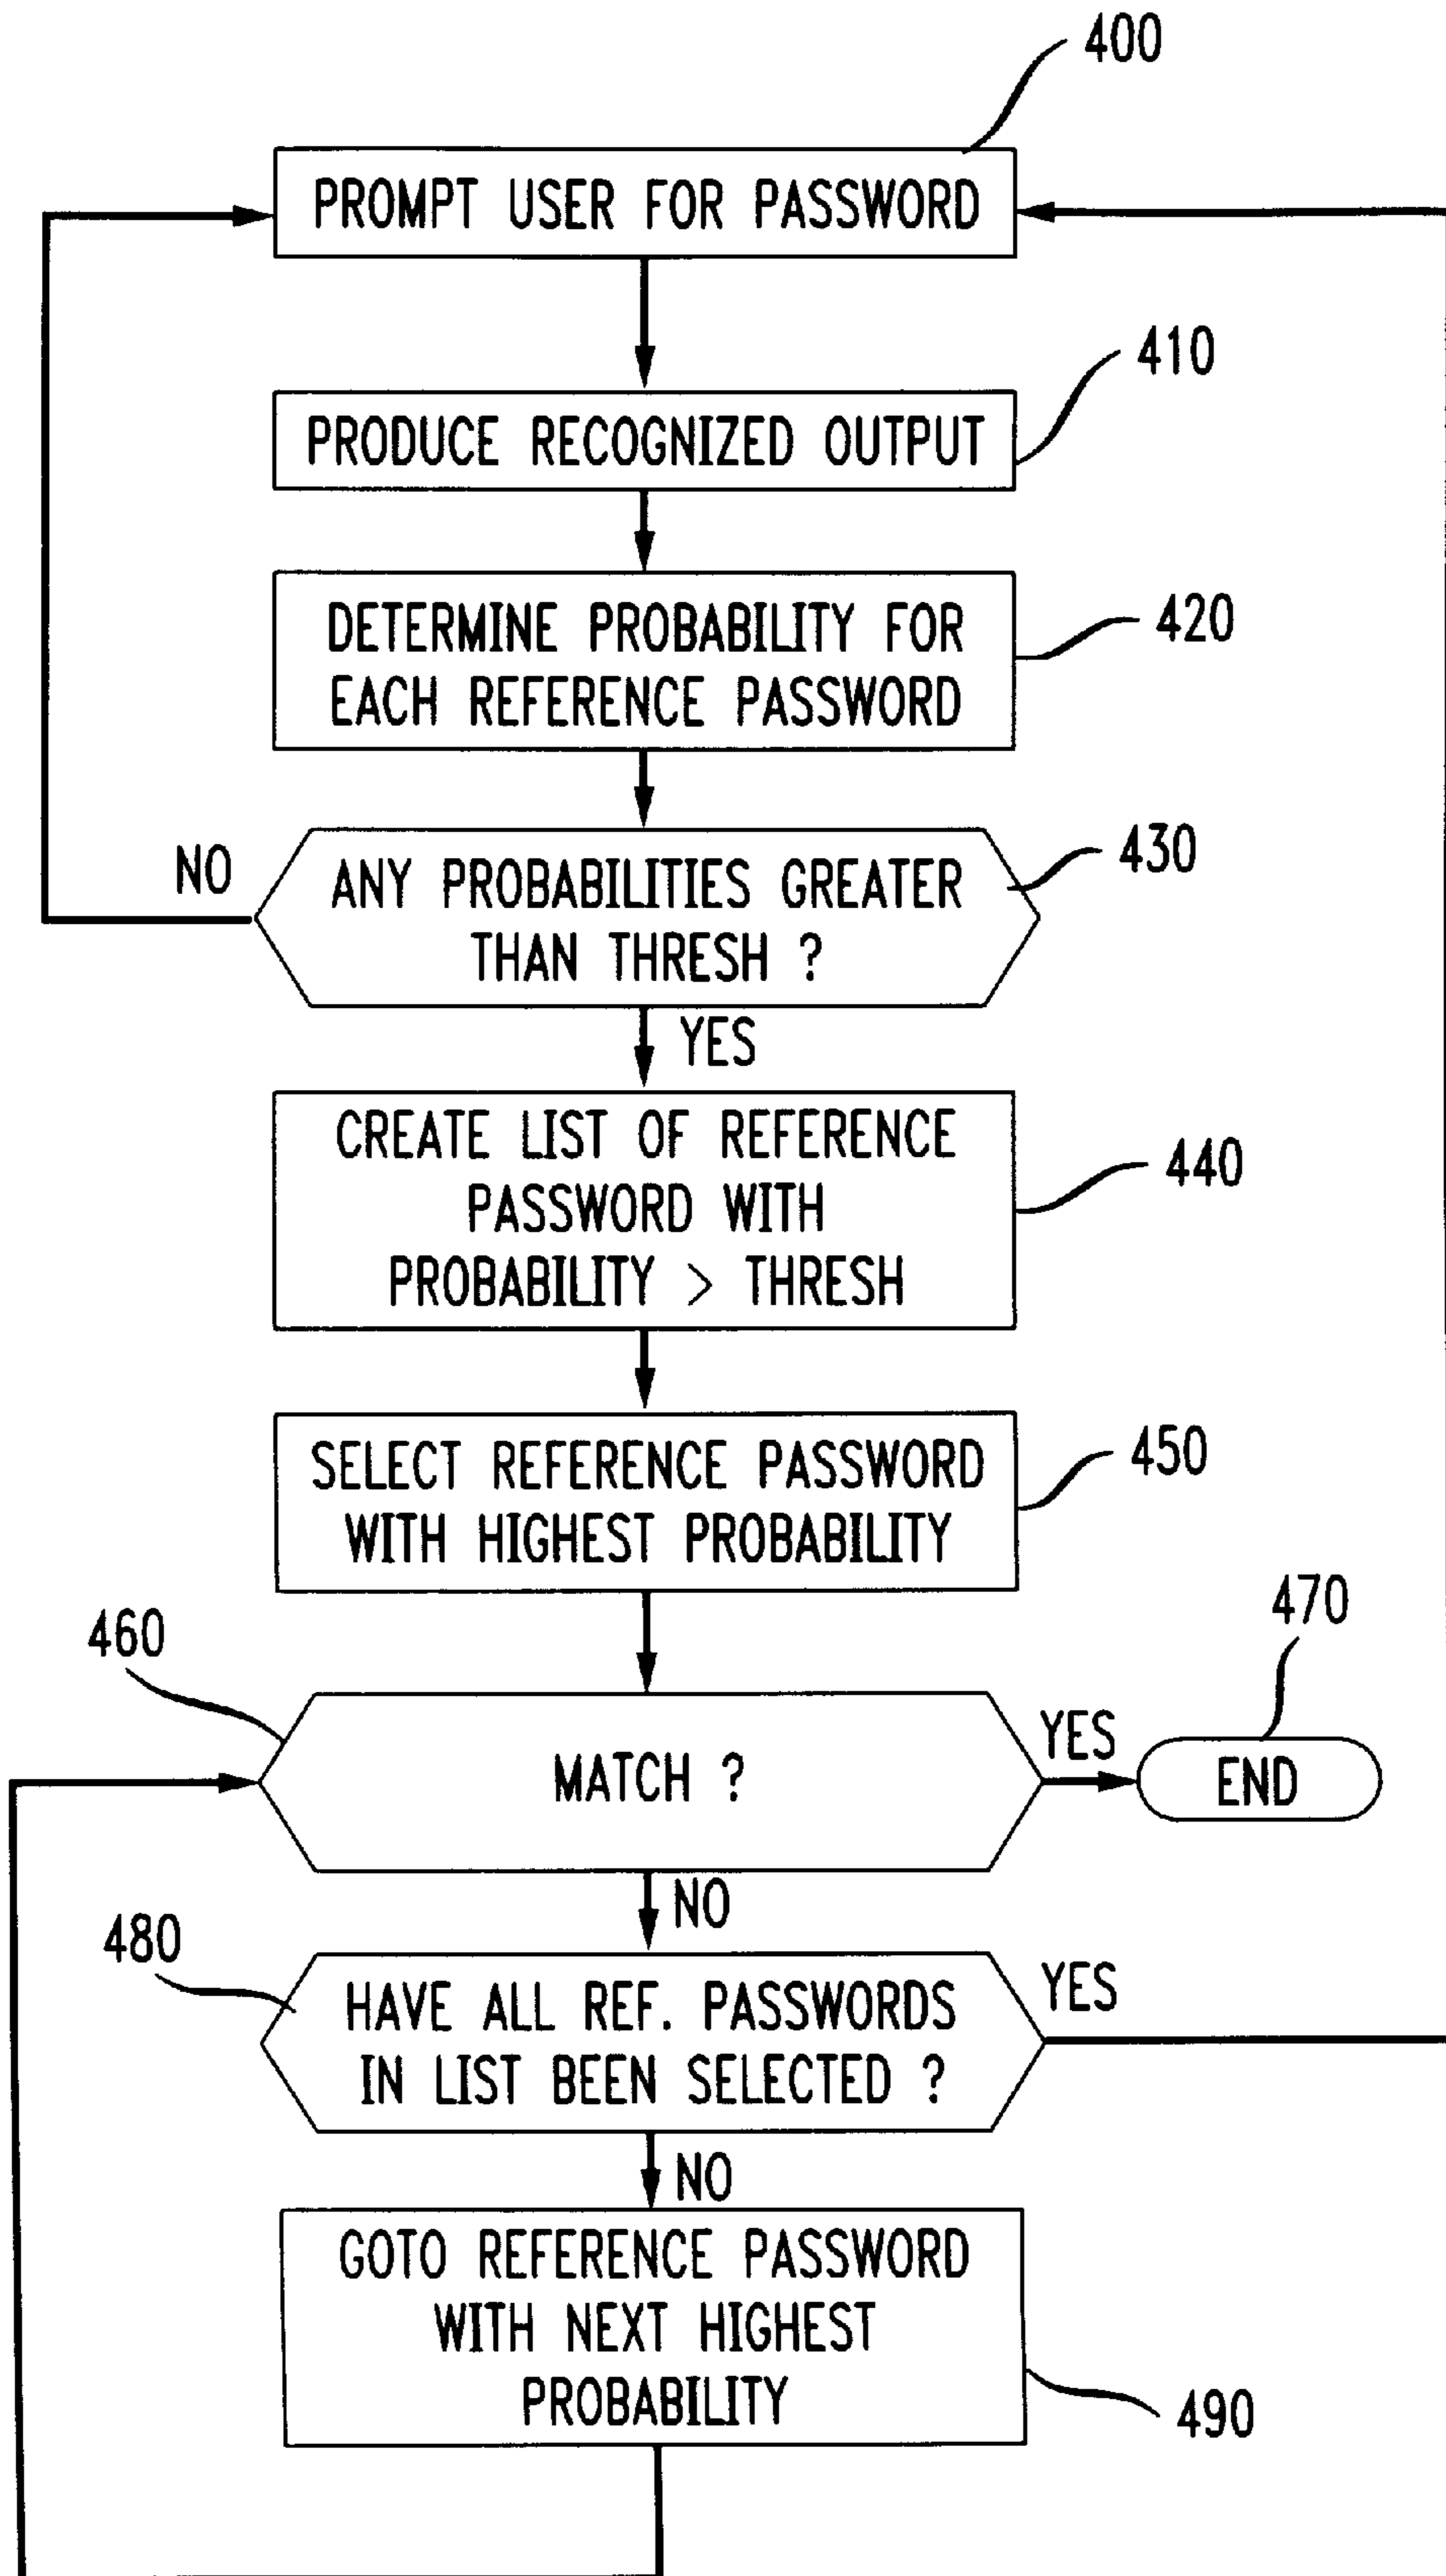 400
PROMPT USER FOR PASSWORD
410
PRODUCE RECOGNIZED OUTPUT
420
DETERMINE PROBABILITY FOR
EACH REFERENCE PASSWORD
430
NO
ANY PROBABILITIES GREATER
THAN THRESH ?
YES
CREATE LIST OF REFERENCE
PASSWORD WITH
PROBABILITY > THRESH
440
SELECT REFERENCE PASSWORD
WITH HIGHEST PROBABILITY
450
460
470
MATCH ?
YES
END
NO
480
HAVE ALL REF. PASSWORDS
IN LIST BEEN SELECTED ?
YES
NO
GOTO REFERENCE PASSWORD
WITH NEXT HIGHEST
PROBABILITY
490